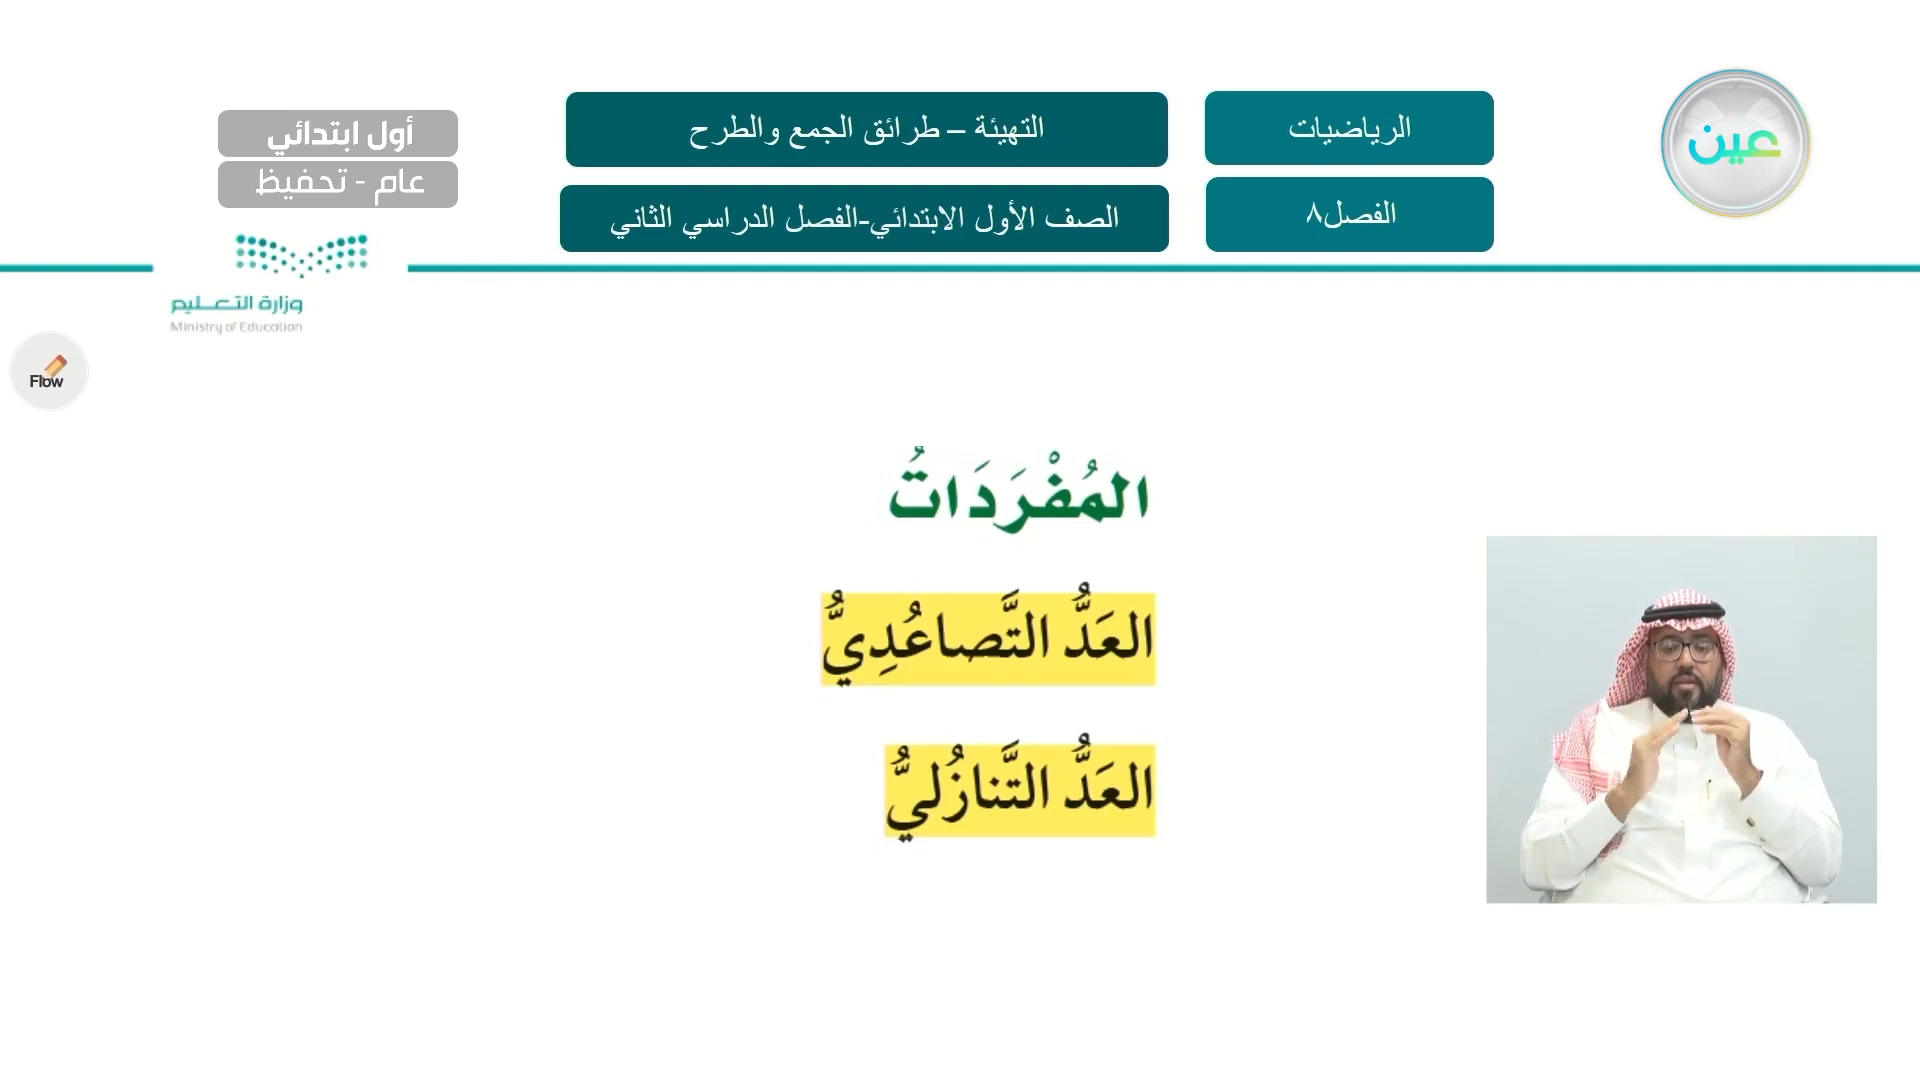 عين
الرياضيات
التهيئة – طرائق الجمع والطرح
أول ابتدائي
عام - تحفيظ
الفصل٨
الصف الأول الابتدائي-الفصل الدراسي الثاني
وزارة التعليم
Ministry of Education
Flow
المُفْرَدَاتُ
العَدُّ التَّصاعُدِيُّ
العَدُّ التَّنازُليُّ